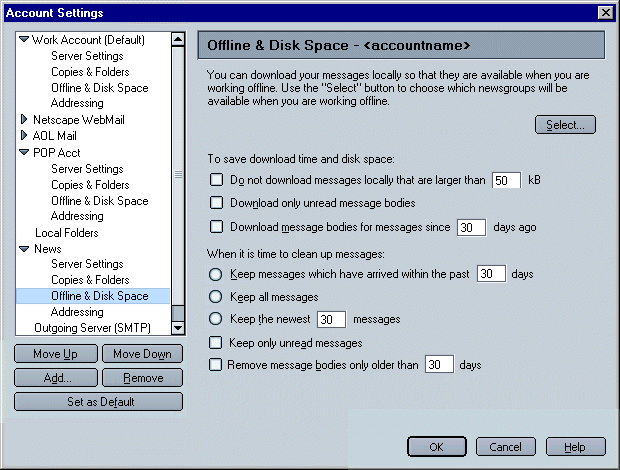 Account Settings
Work Account (Default)
Server Settings
Copies & Folders
Offline & Disk Space
Addressing
Netscape WebMail
AOL Mail
POP Acct
Server Settings
Copies & Folders
Offline & Disk Space
Addressing
Local Folders
News
Server Settings
Copies & Folders
Offline & Disk Space
Addressing
Outgoing Server (SMTP)
Move Up Move Down
Add... Remove
Set as Default
Offline & Disk Space - <accountname>
You can download your messages locally so that they are available when you are
working offline. Use the "Select" button to choose which newsgroups will be
available when you are working offline.
Select...
To save download time and disk space:
Do not download messages locally that are larger than 50 kB
Download only unread message bodies
Download message bodies for messages since 30 days ago
When it is time to clean up messages:
Keep messages which have arrived within the past 30 days
Keep all messages
Keep the newest 30 messages
Keep only unread messages
Remove message bodies only older than 30 days
OK Cancel Help